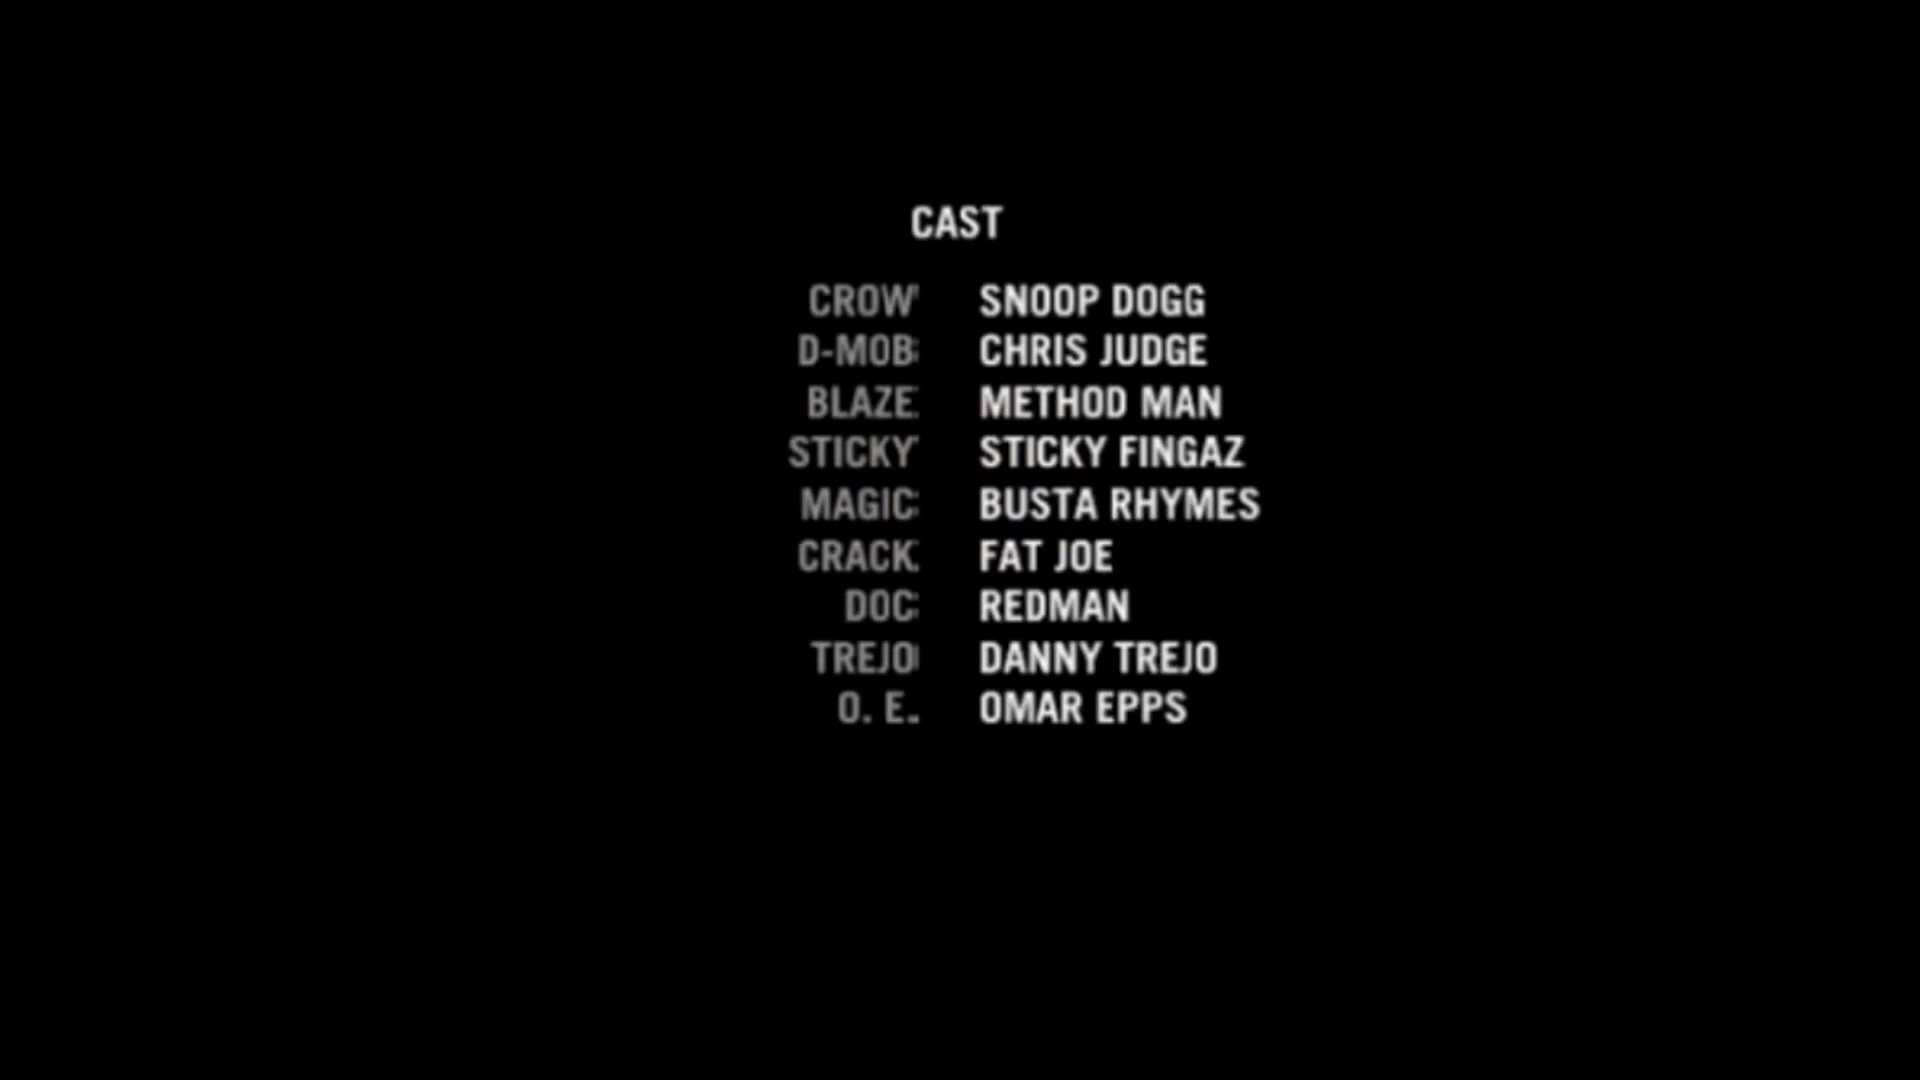 CAST
CROW SNOOP DOGG
D-MOB CHRIS JUDGE
BLAZE METHOD MAN
STICKY STICKY FINGAZ
MAGIC BUSTA RHYMES
CRACK FAT JOE
DOC REDMAN
TREJO DANNY TREJO
O. E. OMAR EPPS